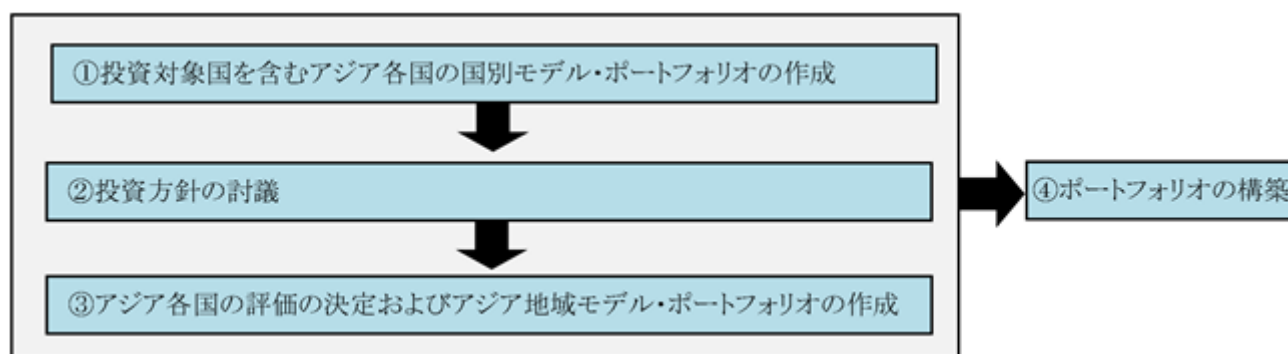 ①投資対象国を含むアジア各国の国別モデル・ポートフォリオの作成
②投資方針の討議
③アジア各国の評価の決定およびアジア地域モデル・ポートフォリオの作成
④ポートフォリオの構築